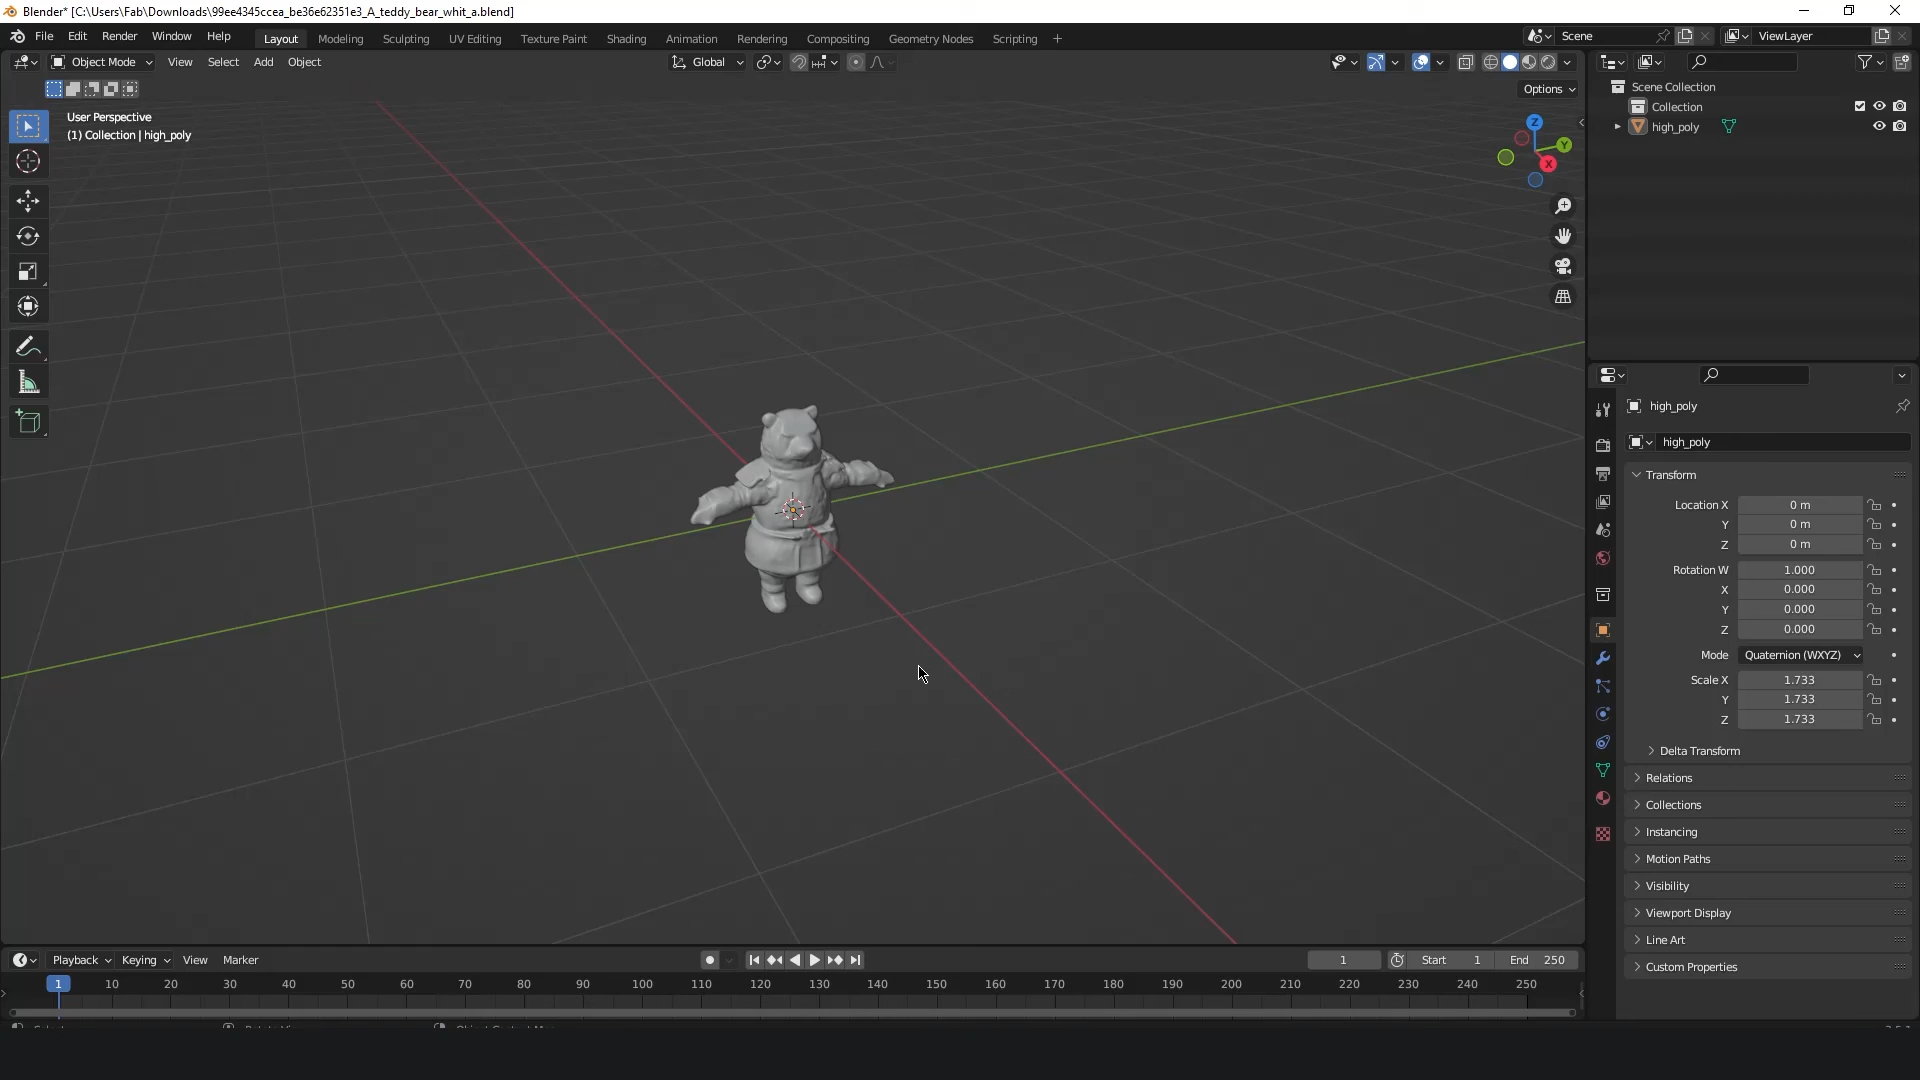 Blender* [C:\Users\Fab\Downloads\99ee4345ccea_be36e62351e3_A_teddy_bear_whit_a.blend]
File Edit Render Window Help Layout Modeling Sculpting UV Editing Texture Paint Shading Animation Rendering Compositing Geometry Nodes Scripting + Scene ViewLayer
Object Mode View Select Add Object Global
Options
User Perspective
(1) Collection | high_poly
Z
Y
X
Scene Collection
Collection
high_poly
high_poly
high_poly
Transform
Location X 0 m
Y 0 m
Z 0 m
Rotation W 1.000
X 0.000
Y 0.000
Z 0.000
Mode Quaternion (WXYZ)
Scale X 1.733
Y 1.733
Z 1.733
Delta Transform
Relations
Collections
Instancing
Motion Paths
Visibility
Viewport Display
Line Art
Custom Properties
Playback Keying View Marker 1 Start 1 End 250
1 10 20 30 40 50 60 70 80 90 100 110 120 130 140 150 160 170 180 190 200 210 220 230 240 250